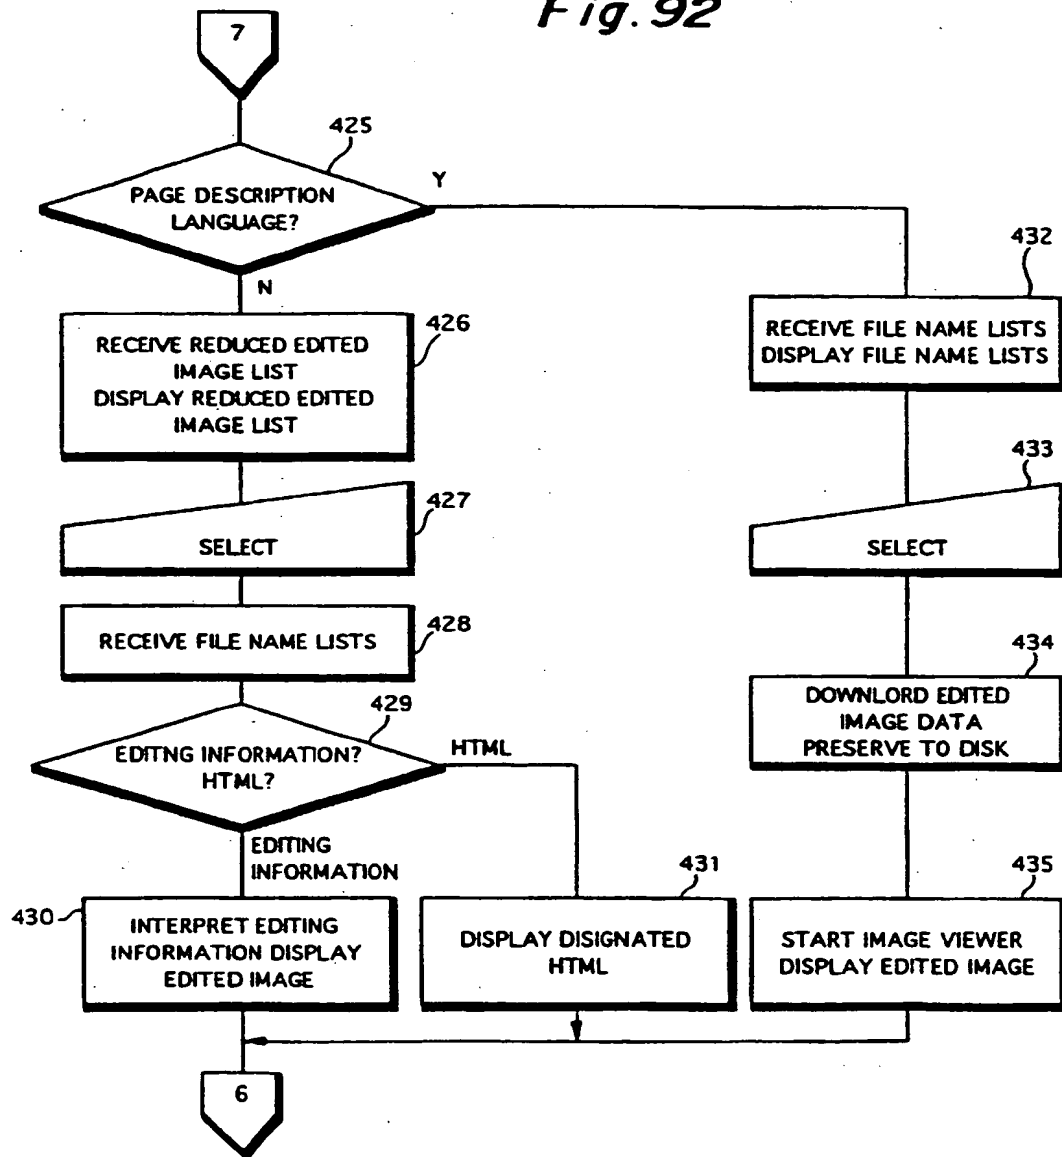 Fig. 92
7
425
PAGE DESCRIPTION
LANGUAGE?
Y
N
RECEIVE REDUCED EDITED
IMAGE LIST
DISPLAY REDUCED EDITED
IMAGE LIST
426
SELECT
427
RECEIVE FILE NAME LISTS
428
429
EDITNG INFORMATION?
HTML?
HTML
EDITING
INFORMATION
430
INTERPRET EDITING
INFORMATION DISPLAY
EDITED IMAGE
431
DISPLAY DISIGNATED
HTML
432
RECEIVE FILE NAME LISTS
DISPLAY FILE NAME LISTS
433
SELECT
434
DOWNLORD EDITED
IMAGE DATA
PRESERVE TO DISK
435
START IMAGE VIEWER
DISPLAY EDITED IMAGE
6